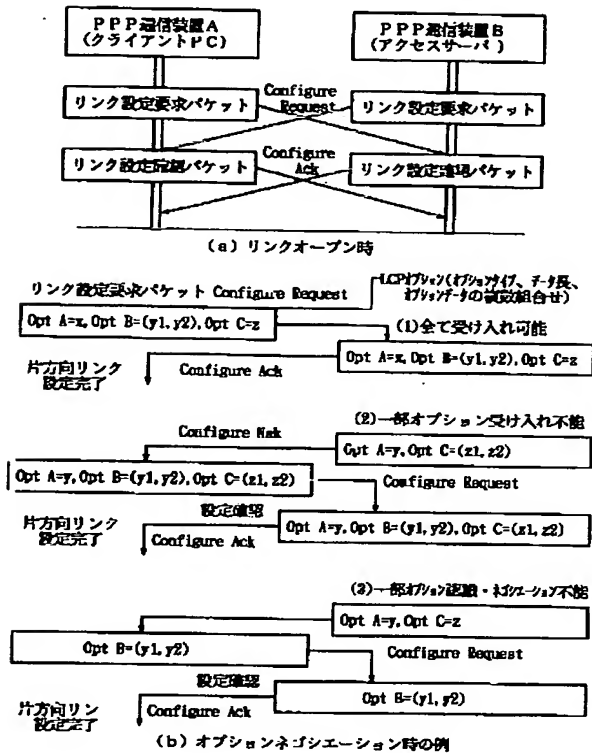 PPP通信装置A
(クライアントPC)
PPP通信装置B
(アクセスサーバ)
リンク設定要求パケット
Configure
Request
リンク設定要求パケット
リンク設定確認パケット
Configure
Ack
リンク設定確認パケット
(a) リンクオープン時
リンク設定要求パケット Configure Request
LCPオプション(オプションタイプ、データ長、
オプションデータの複数組合せ)
Opt A=x,Opt B=(y1,y2),Opt C=z
(1)全て受け入れ可能
Opt A=x,Opt B=(y1,y2),Opt C=z
片方向リンク
設定完了
Configure Ack
(2)一部オプション受け入れ不能
Configure Nak
Opt A=y,Opt C=(z1,z2)
Opt A=y,Opt B=(y1,y2),Opt C=(z1,z2)
Configure Request
設定確認
Opt A=y,Opt B=(y1,y2),Opt C=(z1,z2)
片方向リンク
設定完了
Configure Ack
(3)一部オプション認識・ネゴシエーション不能
Opt A=y,Opt C=z
Opt B=(y1,y2)
Configure Request
設定確認
Opt B=(y1,y2)
片方向リン
設定完了
Configure Ack
(b) オプションネゴシエーション時の例